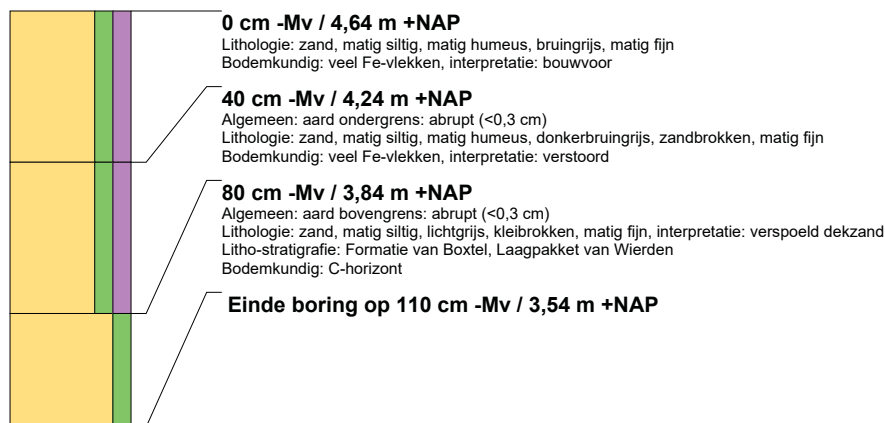 0 cm -Mv / 4,64 m +NAP
Lithologie: zand, matig siltig, matig humeus, bruingrijs, matig fijn
Bodemkundig: veel Fe-vlekken, interpretatie: bouwvoor
40 cm -Mv / 4,24 m +NAP
Algemeen: aard ondergrens: abrupt (<0,3 cm)
Lithologie: zand, matig siltig, matig humeus, donkerbruingrijs, zandbrokken, matig fijn
Bodemkundig: veel Fe-vlekken, interpretatie: verstoord
80 cm -Mv / 3,84 m +NAP
Algemeen: aard bovengrens: abrupt (<0,3 cm)
Lithologie: zand, matig siltig, lichtgrijs, kleibrokken, matig fijn, interpretatie: verspoeld dekzand
Litho-stratigrafie: Formatie van Boxtel, Laagpakket van Wierden
Bodemkundig: C-horizont
Einde boring op 110 cm -Mv / 3,54 m +NAP